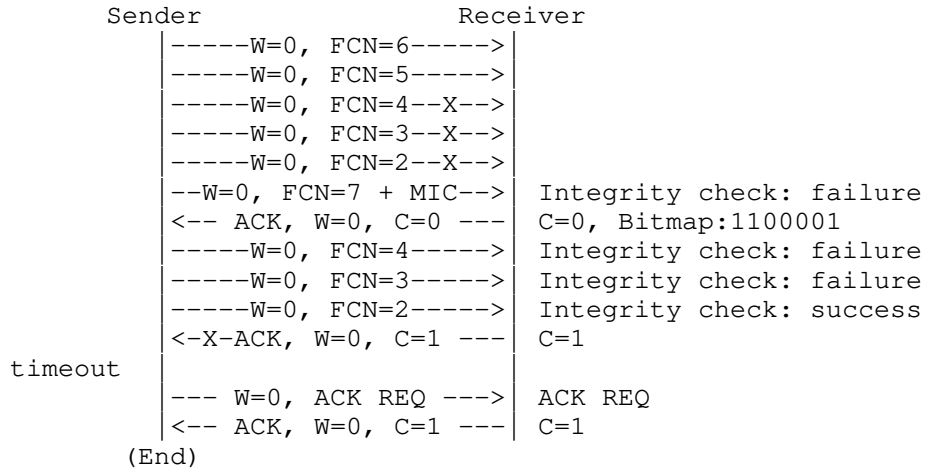 Sender                Receiver
|-----W=0, FCN=6----->|
|-----W=0, FCN=5----->|
|-----W=0, FCN=4--X-->|
|-----W=0, FCN=3--X-->|
|-----W=0, FCN=2--X-->|
|--W=0, FCN=7 + MIC-->| Integrity check: failure
|<-- ACK, W=0, C=0 ---| C=0, Bitmap:1100001
|-----W=0, FCN=4----->| Integrity check: failure
|-----W=0, FCN=3----->| Integrity check: failure
|-----W=0, FCN=2----->| Integrity check: success
|<-X-ACK, W=0, C=1 ---| C=1
timeout |                     |
|--- W=0, ACK REQ --->| ACK REQ
|<-- ACK, W=0, C=1 ---| C=1
(End)